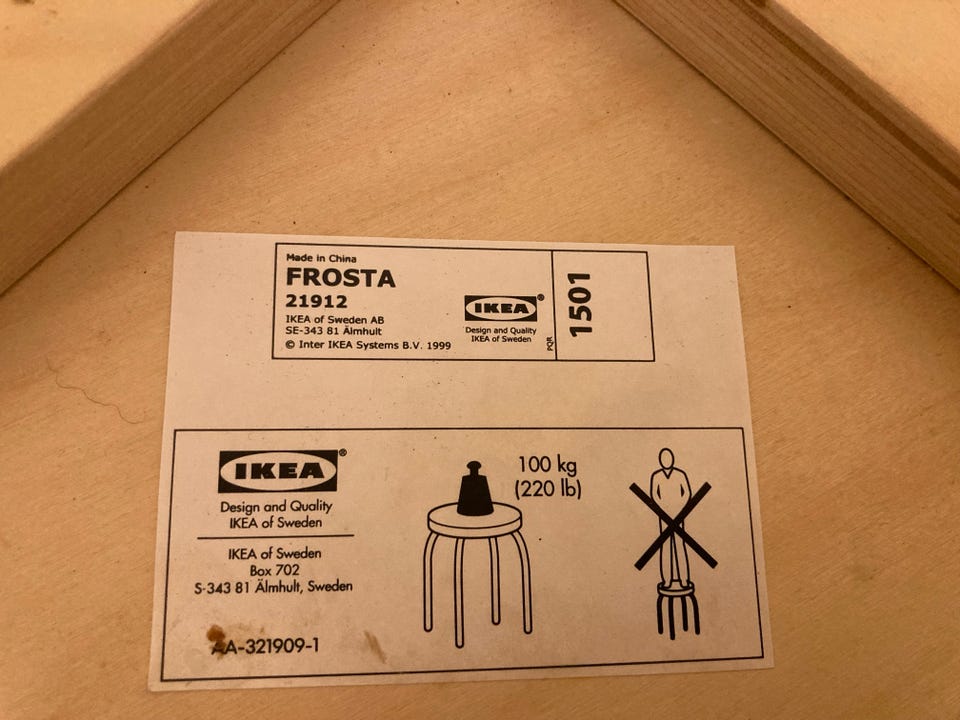 Made in China
FROSTA
21912
IKEA of Sweden AB
SE-343 81 Älmhult
© Inter IKEA Systems B.V. 1999
IKEA®
Design and Quality
IKEA of Sweden
PQR
1501
IKEA®
Design and Quality
IKEA of Sweden
IKEA of Sweden
Box 702
S-343 81 Älmhult, Sweden
AA-321909-1
100 kg
(220 lb)